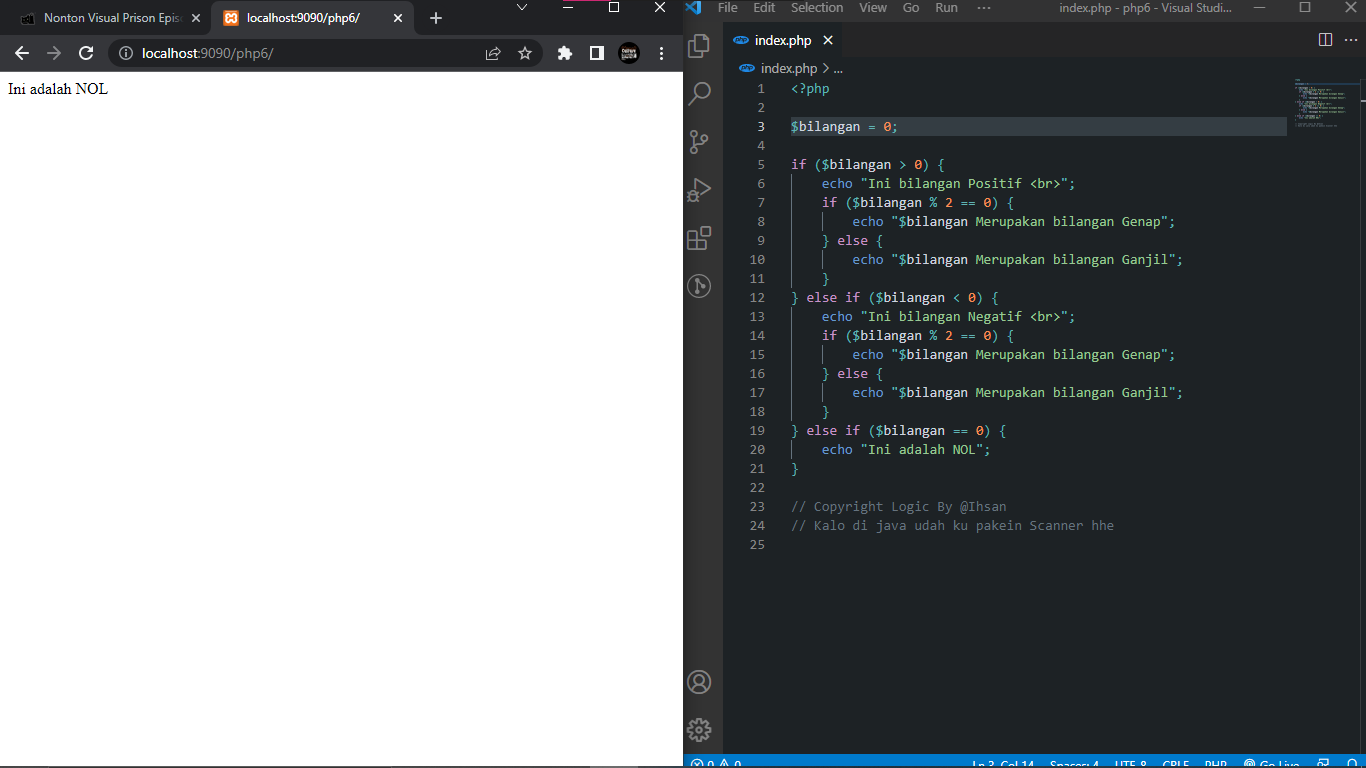 Nonton Visual Prison Epis
localhost:9090/php6/
localhost:9090/php6/
Ini adalah NOL
File Edit Selection View Go Run ··· index.php - php6 - Visual Studi...
index.php
index.php > ...
1 <?php
2
3 $bilangan = 0;
4
5 if ($bilangan > 0) {
6 echo "Ini bilangan Positif <br>";
7 if ($bilangan % 2 == 0) {
8 echo "$bilangan Merupakan bilangan Genap";
9 } else {
10 echo "$bilangan Merupakan bilangan Ganjil";
11 }
12 } else if ($bilangan < 0) {
13 echo "Ini bilangan Negatif <br>";
14 if ($bilangan % 2 == 0) {
15 echo "$bilangan Merupakan bilangan Genap";
16 } else {
17 echo "$bilangan Merupakan bilangan Ganjil";
18 }
19 } else if ($bilangan == 0) {
20 echo "Ini adalah NOL";
21 }
22
23 // Copyright Logic By @Ihsan
24 // Kalo di java udah ku pakein Scanner hhe
25
0 0 Ln 3, Col 14 Spaces: 4 UTF-8 CRLF PHP Go Live